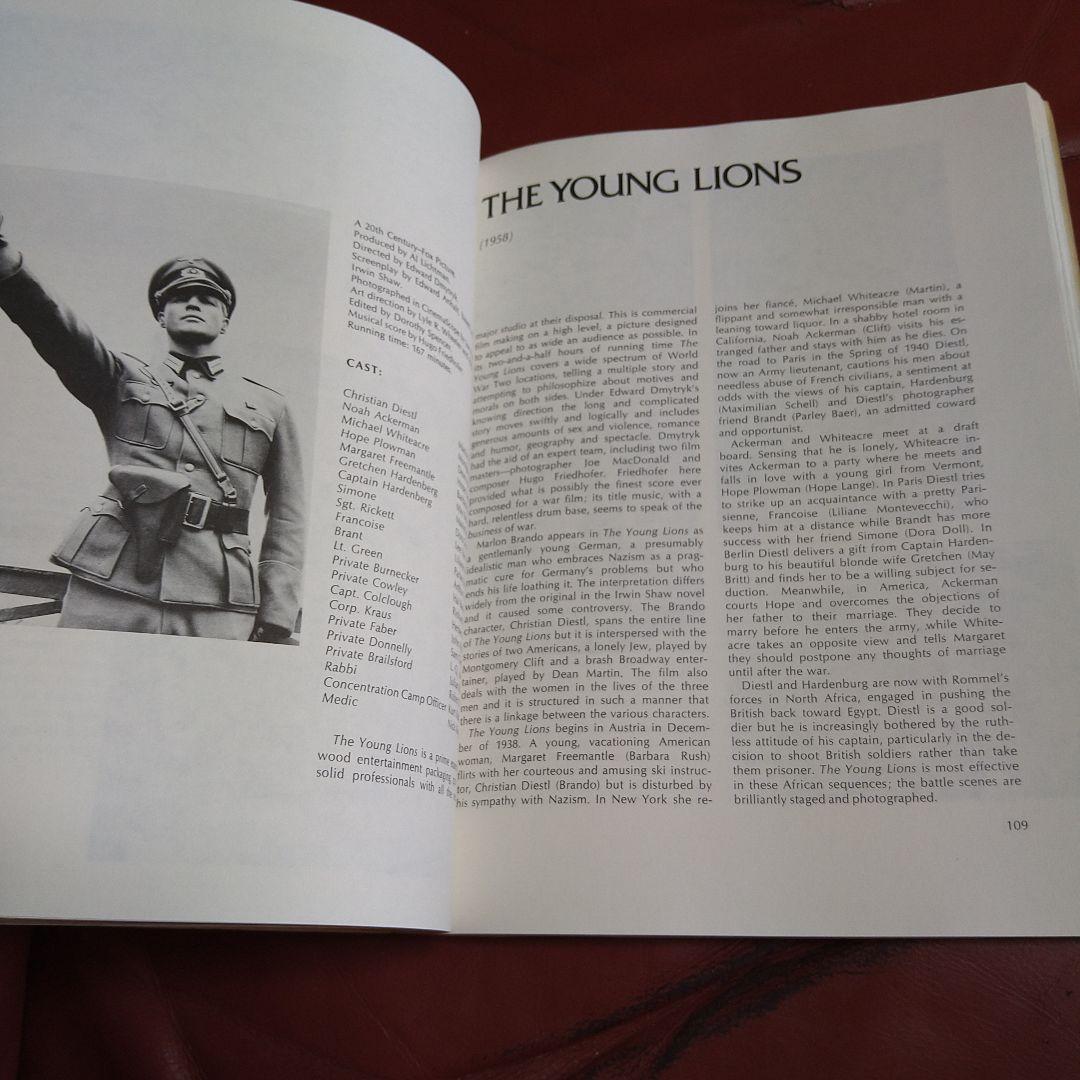 A 20th Century–Fox Picture
Produced by Al Lichtman
Directed by Edward Dmytryk
Screenplay by Edward
Irwin Shaw.
Photographed in CinemaScope
Art direction by Lyle R.
Edited by Dorothy Spencer
Musical score by Hugo Friedhofer
Running time: 167 minutes.
CAST:
Christian Diestl
Noah Ackerman
Michael Whiteacre
Hope Plowman
Margaret Freemantle
Gretchen Hardenberg
Captain Hardenberg
Simone
Sgt. Rickett
Francoise
Brant
Lt. Green
Private Burnecker
Private Cowley
Capt. Colclough
Corp. Kraus
Private Faber
Private Donnelly
Private Brailsford
Rabbi
Concentration Camp Officer
Medic
The Young Lions is a prime
wood entertainment packaging
solid professionals with all the
THE YOUNG LIONS
(1958)
major studio at their disposal. This is commercial
film making on a high level, a picture designed
to appeal to as wide an audience as possible. In
its two-and-a-half hours of running time The
Young Lions covers a wide spectrum of World
War Two locations, telling a multiple story and
attempting to philosophize about motives and
morals on both sides. Under Edward Dmytryk's
knowing direction the long and complicated
story moves swiftly and logically and includes
generous amounts of sex and violence, romance
and humor, geography and spectacle. Dmytryk
had the aid of an expert team, including two film
masters—photographer Joe MacDonald and
composer Hugo Friedhofer. Friedhofer here
provided what is possibly the finest score ever
composed for a war film; its title music, with a
hard, relentless drum base, seems to speak of the
business of war.
Marlon Brando appears in The Young Lions as
a gentlemanly young German, a presumably
idealistic man who embraces Nazism as a prag-
matic cure for Germany's problems but who
ends his life loathing it. The interpretation differs
widely from the original in the Irwin Shaw novel
and it caused some controversy. The Brando
character, Christian Diestl, spans the entire line
of The Young Lions but it is interspersed with the
stories of two Americans, a lonely Jew, played by
Montgomery Clift and a brash Broadway enter-
tainer, played by Dean Martin. The film also
deals with the women in the lives of the three
men and it is structured in such a manner that
there is a linkage between the various characters.
The Young Lions begins in Austria in Decem-
ber of 1938. A young, vacationing American
woman, Margaret Freemantle (Barbara Rush)
flirts with her courteous and amusing ski instruc-
tor, Christian Diestl (Brando) but is disturbed by
his sympathy with Nazism. In New York she re-
joins her fiancé, Michael Whiteacre (Martin), a
flippant and somewhat irresponsible man with a
leaning toward liquor. In a shabby hotel room in
California, Noah Ackerman (Clift) visits his es-
tranged father and stays with him as he dies. On
the road to Paris in the Spring of 1940 Diestl,
now an Army lieutenant, cautions his men about
needless abuse of French civilians, a sentiment at
odds with the views of his captain, Hardenburg
(Maximilian Schell) and Diestl's photographer
friend Brandt (Parley Baer), an admitted coward
and opportunist.
Ackerman and Whiteacre meet at a draft
board. Sensing that he is lonely, Whiteacre in-
vites Ackerman to a party where he meets and
falls in love with a young girl from Vermont,
Hope Plowman (Hope Lange). In Paris Diestl tries
to strike up an acquaintance with a pretty Pari-
sienne, Francoise (Liliane Montevecchi), who
keeps him at a distance while Brandt has more
success with her friend Simone (Dora Doll). In
Berlin Diestl delivers a gift from Captain Harden-
burg to his beautiful blonde wife Gretchen (May
Britt) and finds her to be a willing subject for se-
duction. Meanwhile, in America, Ackerman
courts Hope and overcomes the objections of
her father to their marriage. They decide to
marry before he enters the army, while White-
acre takes an opposite view and tells Margaret
they should postpone any thoughts of marriage
until after the war.
Diestl and Hardenburg are now with Rommel's
forces in North Africa, engaged in pushing the
British back toward Egypt. Diestl is a good sol-
dier but he is increasingly bothered by the ruth-
less attitude of his captain, particularly in the de-
cision to shoot British soldiers rather than take
them prisoner. The Young Lions is most effective
in these African sequences; the battle scenes are
brilliantly staged and photographed.
109